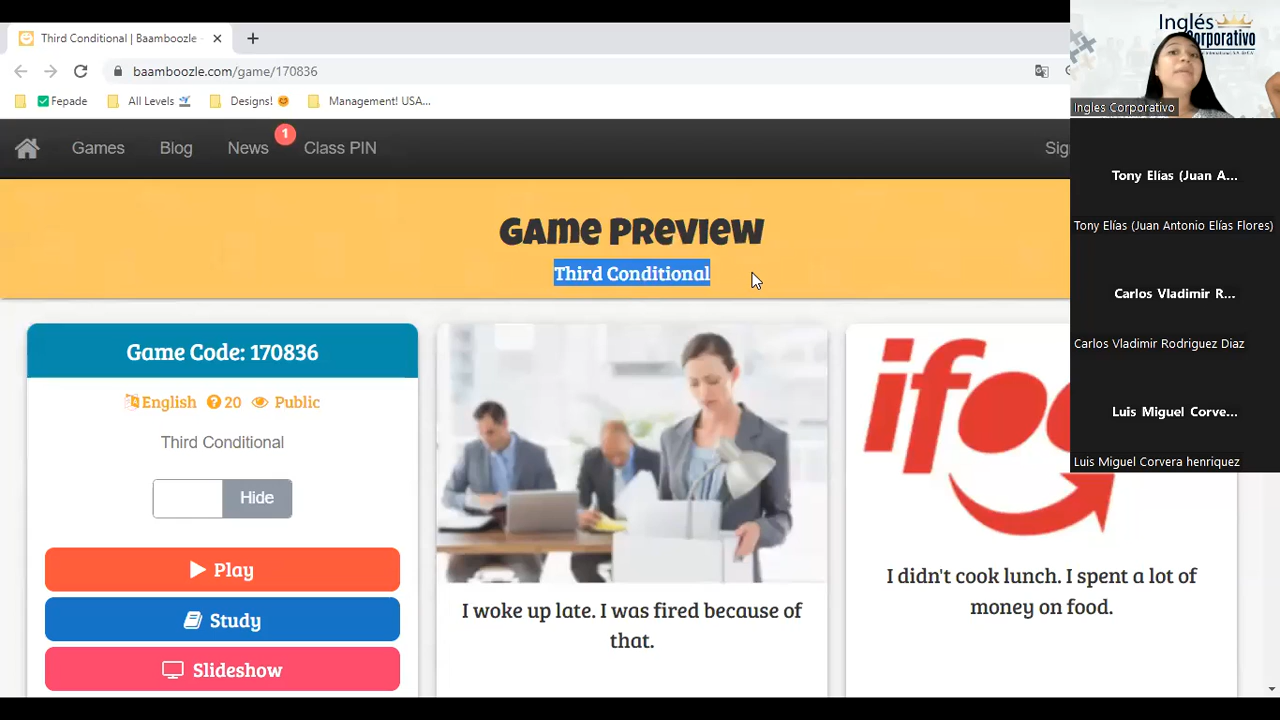 Third Conditional | Baamboozle -
baamboozle.com/game/170836
Fepade
All Levels
Designs!
Management! USA...
Games
Blog
News
1
Class PIN
Game Preview
Third Conditional
Game Code: 170836
English
20
Public
Third Conditional
Hide
Play
Study
Slideshow
I woke up late. I was fired because of
that.
I didn't cook lunch. I spent a lot of
money on food.
Inglés
Corporativo
Ingles Corporativo
Tony Elías (Juan A...
Tony Elías (Juan Antonio Elías Flores)
Carlos Vladimir R...
Carlos Vladimir Rodriguez Diaz
Luis Miguel Corve...
Luis Miguel Corvera henriquez